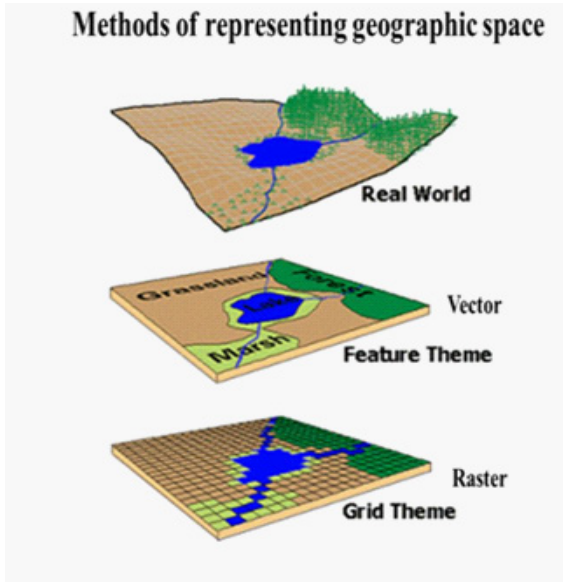 Methods of representing geographic space
Real World
Grassland
Forest
Lake
Marsh
Vector
Feature Theme
Raster
Grid Theme